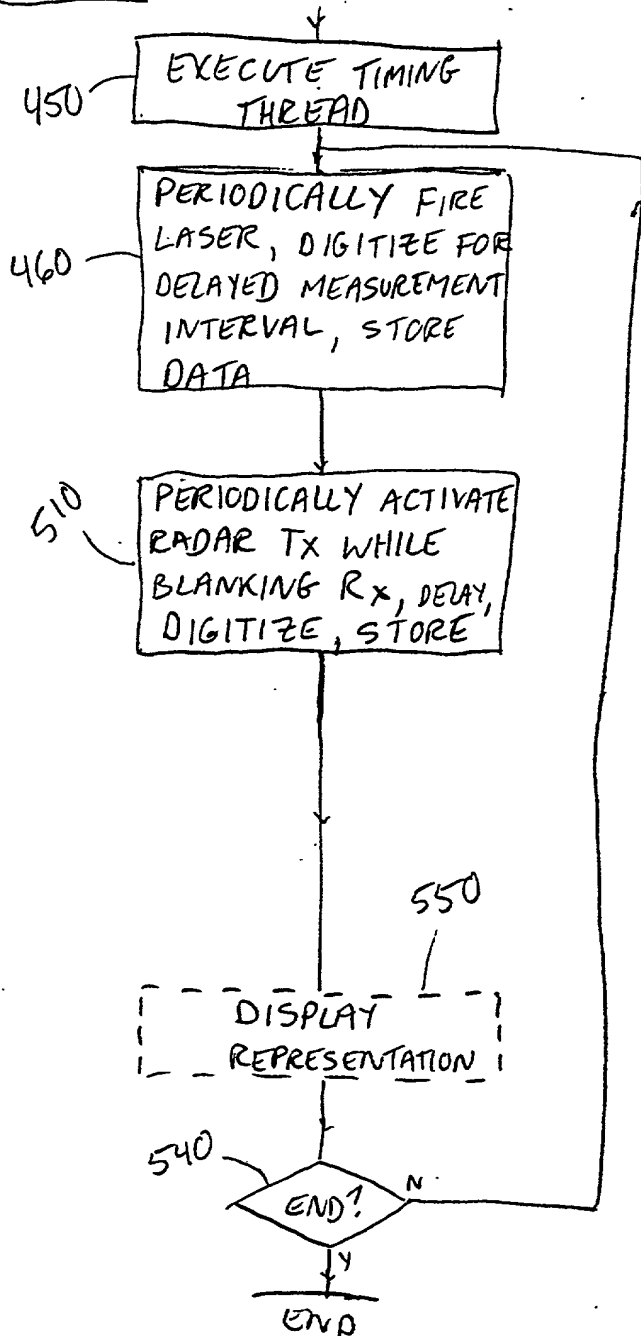 450
EXECUTE TIMING
THREAD
460
PERIODICALLY FIRE
LASER, DIGITIZE FOR
DELAYED MEASUREMENT
INTERVAL, STORE
DATA
510
PERIODICALLY ACTIVATE
RADAR Tx WHILE
BLANKING Rx, DELAY,
DIGITIZE, STORE
550
DISPLAY
REPRESENTATION
540
END?
N
Y
END